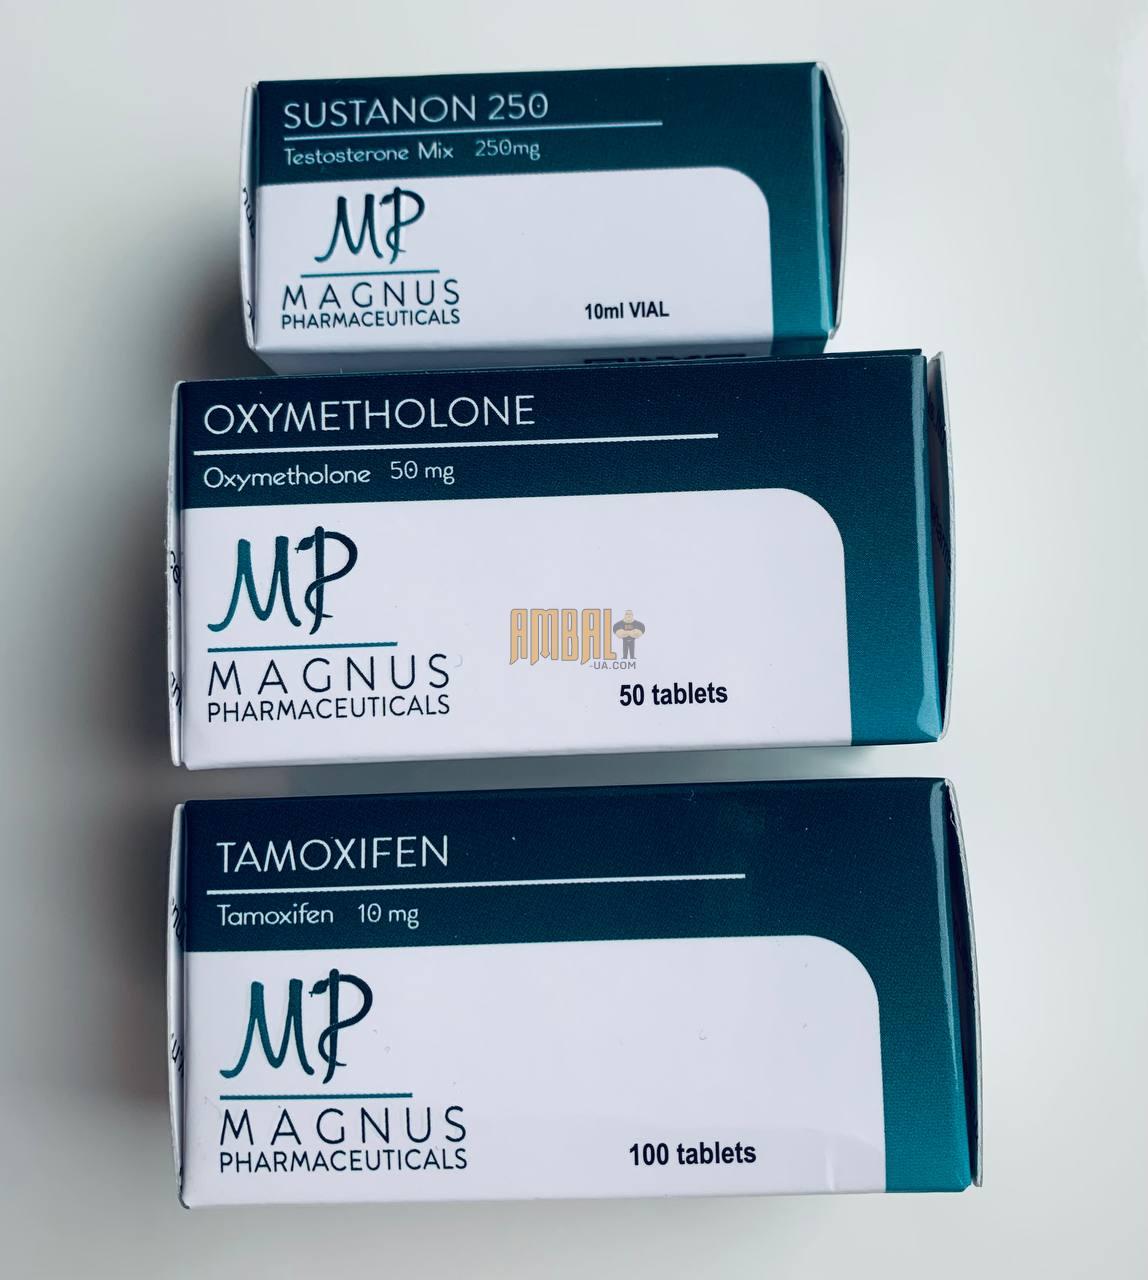 SUSTANON 250
Testosterone Mix 250mg
MP
MAGNUS
PHARMACEUTICALS
10ml VIAL
OXYMETHOLONE
Oxymetholone 50 mg
MP
MAGNUS
PHARMACEUTICALS
AMBAL
-UA.COM
50 tablets
TAMOXIFEN
Tamoxifen 10 mg
MP
MAGNUS
PHARMACEUTICALS
100 tablets